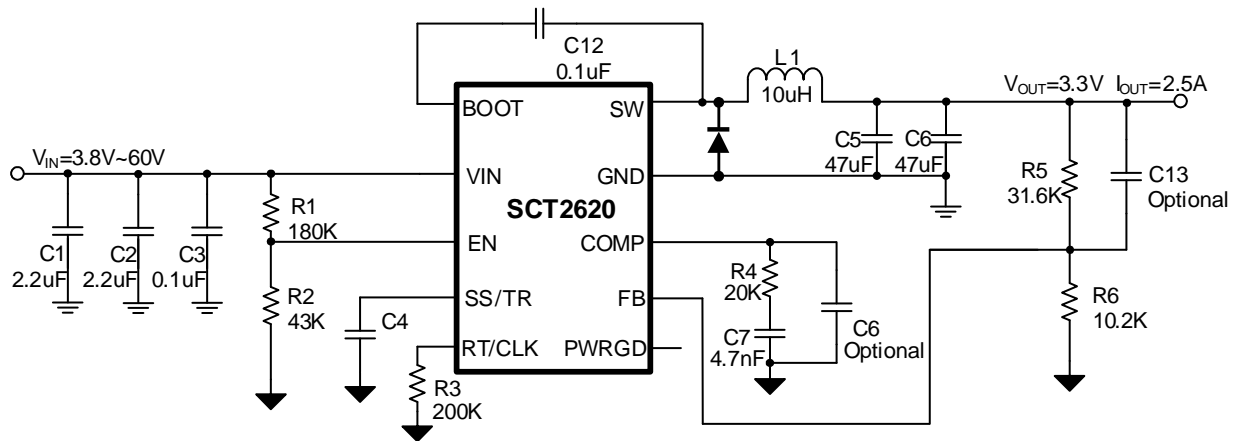 C12
0.1uF
L1
10uH
VOUT=3.3V IOUT=2.5A
BOOT
SW
VIN=3.8V~60V
VIN
GND
SCT2620
EN
COMP
SS/TR
FB
RT/CLK
PWRGD
C1
2.2uF
C2
2.2uF
C3
0.1uF
R1
180K
R2
43K
C4
R3
200K
C5
47uF
C6
47uF
R4
20K
C7
4.7nF
C6
Optional
R5
31.6K
C13
Optional
R6
10.2K